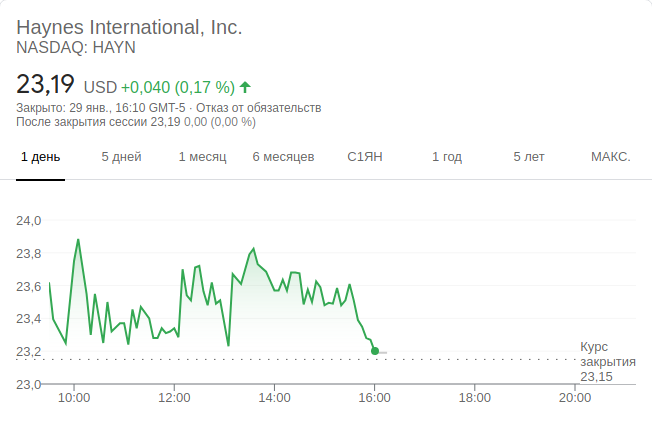 Haynes International, Inc.
NASDAQ: HAYN
23,19 USD +0,040 (0,17 %)
Закрыто: 29 янв., 16:10 GMT-5 · Отказ от обязательств
После закрытия сессии 23,19 0,00 (0,00 %)
1 день 5 дней 1 месяц 6 месяцев С1ЯН 1 год 5 лет МАКС.
24,0
23,8
23,6
23,4
23,2
23,0
Курс
закрытия
23,15
10:00 12:00 14:00 16:00 18:00 20:00